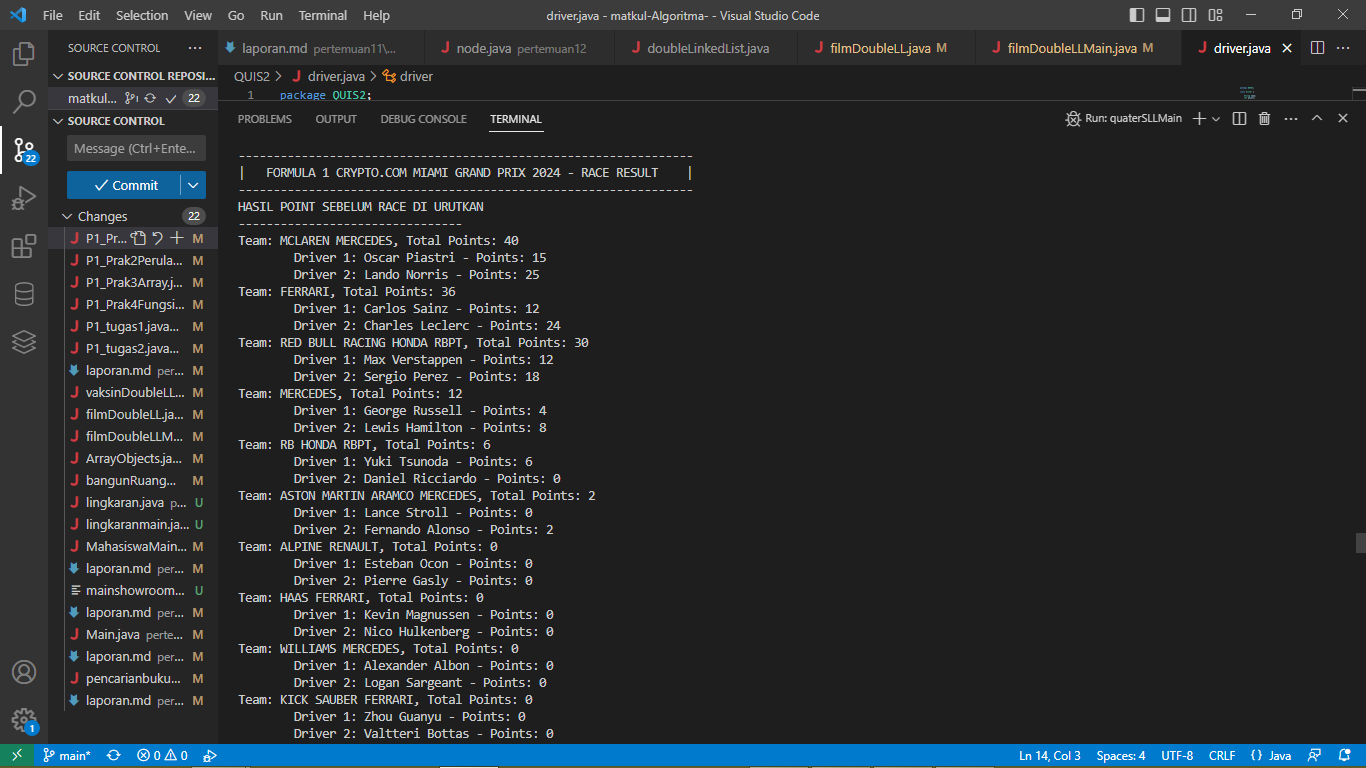 File Edit Selection View Go Run Terminal Help
driver.java - matkul-Algoritma- - Visual Studio Code
SOURCE CONTROL ...
laporan.md pertemuan11\...
node.java pertemuan12
doubleLinkedList.java
filmDoubleLL.java M
filmDoubleLLMain.java M
driver.java
SOURCE CONTROL REPOSI...
matkul... 22
SOURCE CONTROL
Message (Ctrl+Ente...
Commit
Changes 22
P1_Pr... M
P1_Prak2Perula... M
P1_Prak3Array.j... M
P1_Prak4Fungsi... M
P1_tugas1.java... M
P1_tugas2.java... M
laporan.md per... M
vaksinDoubleLL... M
filmDoubleLL.ja... M
filmDoubleLLM... M
ArrayObjects.ja... M
bangunRuang... M
lingkaran.java p... U
lingkaranmain.ja... U
MahasiswaMain... M
laporan.md per... M
mainshowroom... U
laporan.md per... M
Main.java perte... M
laporan.md per... M
pencarianbuku... M
laporan.md per... M
22
1
QUIS2 > driver.java > driver
1 package QUIS2;
PROBLEMS OUTPUT DEBUG CONSOLE TERMINAL
Run: quaterSLLMain
-----------------------------------------------------------------
| FORMULA 1 CRYPTO.COM MIAMI GRAND PRIX 2024 - RACE RESULT |
-----------------------------------------------------------------
HASIL POINT SEBELUM RACE DI URUTKAN
--------------------------------
Team: MCLAREN MERCEDES, Total Points: 40
Driver 1: Oscar Piastri - Points: 15
Driver 2: Lando Norris - Points: 25
Team: FERRARI, Total Points: 36
Driver 1: Carlos Sainz - Points: 12
Driver 2: Charles Leclerc - Points: 24
Team: RED BULL RACING HONDA RBPT, Total Points: 30
Driver 1: Max Verstappen - Points: 12
Driver 2: Sergio Perez - Points: 18
Team: MERCEDES, Total Points: 12
Driver 1: George Russell - Points: 4
Driver 2: Lewis Hamilton - Points: 8
Team: RB HONDA RBPT, Total Points: 6
Driver 1: Yuki Tsunoda - Points: 6
Driver 2: Daniel Ricciardo - Points: 0
Team: ASTON MARTIN ARAMCO MERCEDES, Total Points: 2
Driver 1: Lance Stroll - Points: 0
Driver 2: Fernando Alonso - Points: 2
Team: ALPINE RENAULT, Total Points: 0
Driver 1: Esteban Ocon - Points: 0
Driver 2: Pierre Gasly - Points: 0
Team: HAAS FERRARI, Total Points: 0
Driver 1: Kevin Magnussen - Points: 0
Driver 2: Nico Hulkenberg - Points: 0
Team: WILLIAMS MERCEDES, Total Points: 0
Driver 1: Alexander Albon - Points: 0
Driver 2: Logan Sargeant - Points: 0
Team: KICK SAUBER FERRARI, Total Points: 0
Driver 1: Zhou Guanyu - Points: 0
Driver 2: Valtteri Bottas - Points: 0
main* 0 0 Ln 14, Col 3 Spaces: 4 UTF-8 CRLF {} Java